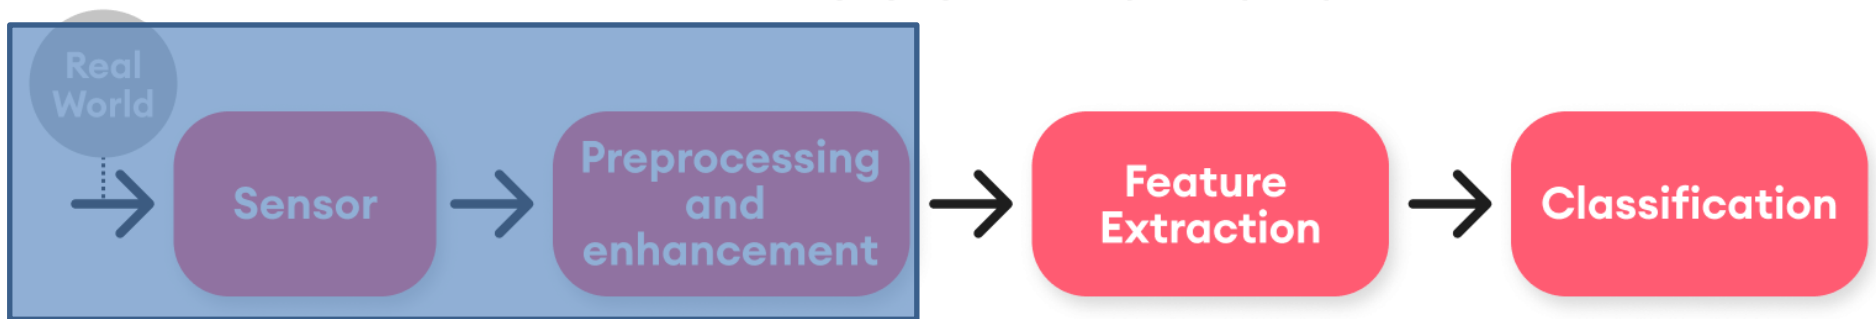 Real
World
Sensor
Preprocessing
and
enhancement
Feature
Extraction
Classification